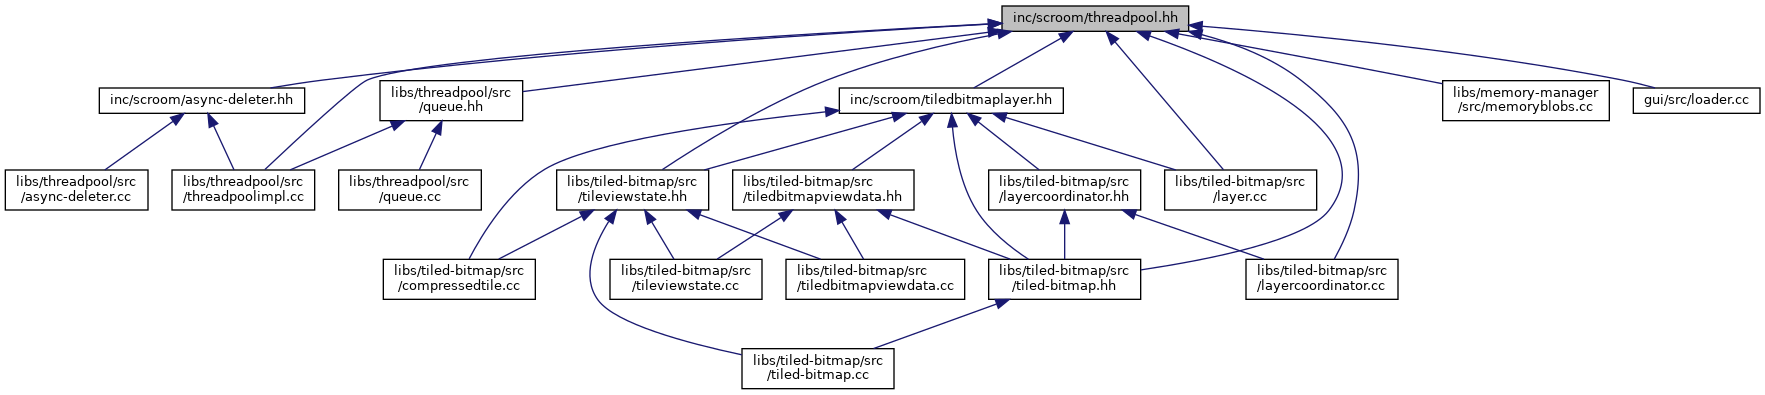 inc/scroom/threadpool.hh
inc/scroom/async-deleter.hh
libs/threadpool/src
/queue.hh
inc/scroom/tiledbitmaplayer.hh
libs/memory-manager
/src/memoryblobs.cc
gui/src/loader.cc
libs/threadpool/src
/async-deleter.cc
libs/threadpool/src
/threadpoolimpl.cc
libs/threadpool/src
/queue.cc
libs/tiled-bitmap/src
/tileviewstate.hh
libs/tiled-bitmap/src
/tiledbitmapviewdata.hh
libs/tiled-bitmap/src
/layercoordinator.hh
libs/tiled-bitmap/src
/layer.cc
libs/tiled-bitmap/src
/compressedtile.cc
libs/tiled-bitmap/src
/tileviewstate.cc
libs/tiled-bitmap/src
/tiledbitmapviewdata.cc
libs/tiled-bitmap/src
/tiled-bitmap.hh
libs/tiled-bitmap/src
/layercoordinator.cc
libs/tiled-bitmap/src
/tiled-bitmap.cc